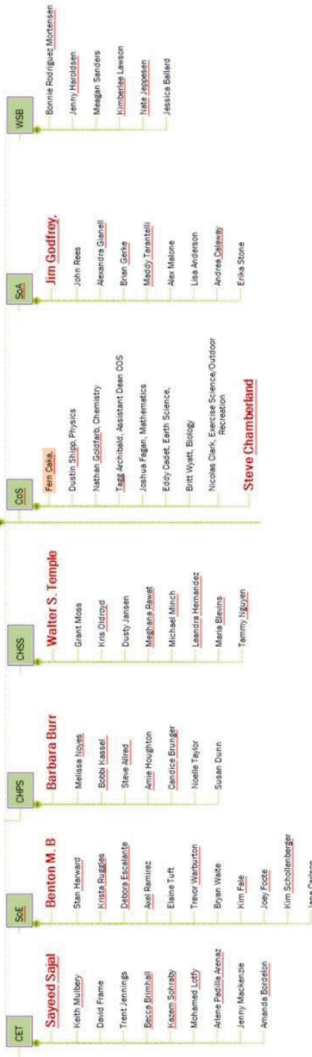 CET
Sayeed Sajal
Keith Mulbery
David Frame
Trent Jennings
Becca Brimhall
Kazem Sohraby
Mohamed Lotfy
Arlene Padilla Arenaz
Jenny Mackenzie
Amanda Bordelon
SoE
Benton M. B
Stan Harward
Krista Ruggles
Debora Escalante
Axel Ramirez
Elaine Tuft
Trevor Warburton
Bryan Waite
Kim Fale
Joey Foote
Kim Schollenberger
CHPS
Barbara Burr
Melissa Noyes
Bobbi Kassel
Steve Allred
Amie Houghton
Candice Brunger
Nicelle Taylor
Susan Dunn
CHSS
Walter S. Temple
Grant Moss
Kris Oldroyd
Dusty Jansen
Meghana Rawat
Michael Minch
Leandra Hernandez
Maria Blevins
Tammy Nguyen
CoS
Fern Caka,
Dustin Shipp, Physics
Nathan Goldfarb, Chemistry
Tagg Archibald, Assistant Dean COS
Joshua Fagan, Mathematics
Eddy Cadet, Earth Science,
Britt Wyatt, Biology
Nicolas Clark, Exercise Science/Outdoor
Recreation
Steve Chamberland
SoA
Jim Godfrey,
John Rees
Alexandra Gianell
Brian Gerke
Maddy Tarantelli
Alex Malone
Lisa Anderson
Andrea Calaway
Erika Stone
WSB
Bonnie Rodriguez Mortensen
Jenny Haroldsen
Meagan Sanders
Kimberlee Lawson
Nate Jeppesen
Jessica Ballard